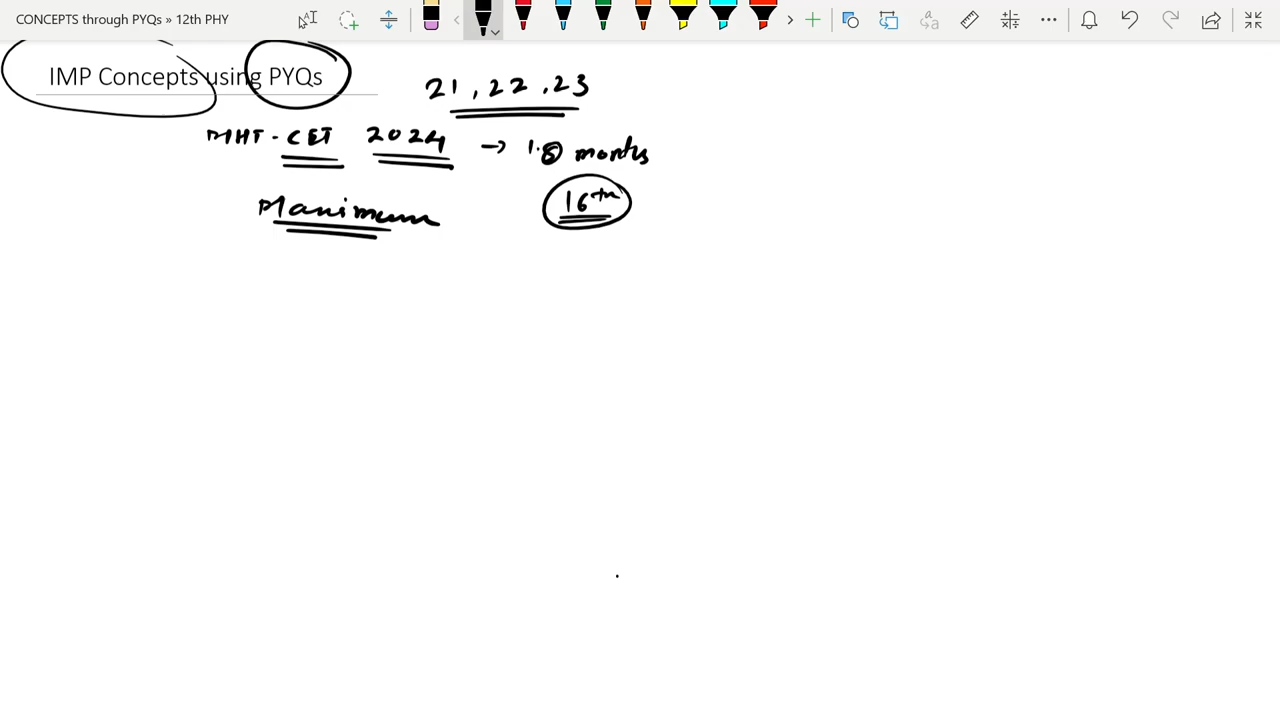 CONCEPTS through PYQs » 12th PHY
IMP Concepts using PYQs
21, 22, 23
MHT-CET 2024 → 1.5 months
Maximum
16th